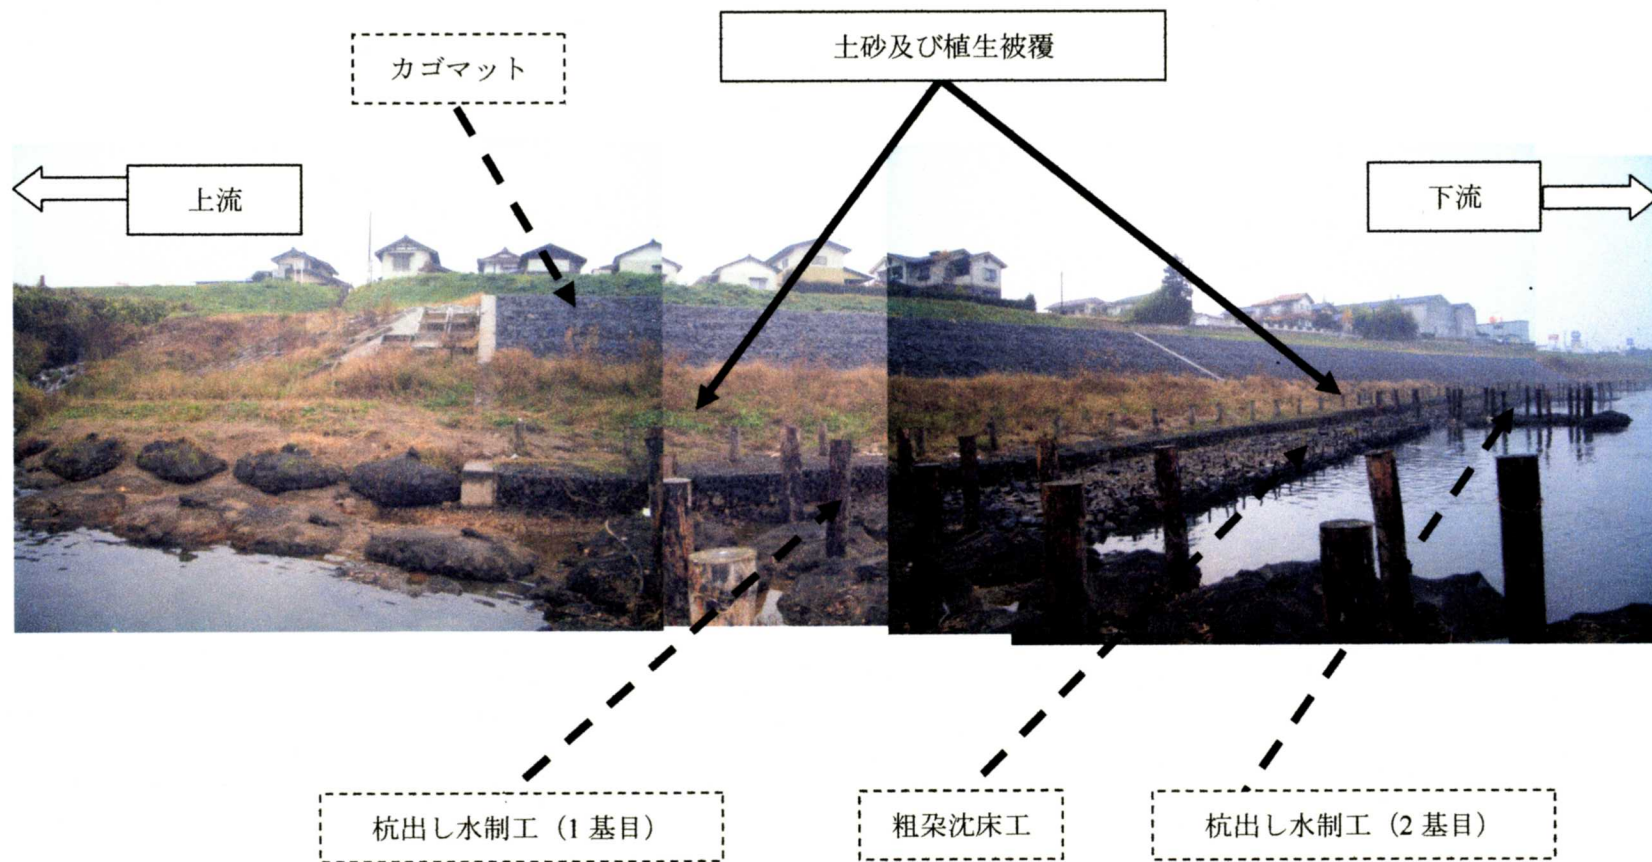 土砂及び植生被覆
カゴマット
上流
下流
杭出し水制工（1 基目）
粗朶沈床工
杭出し水制工（2 基目）